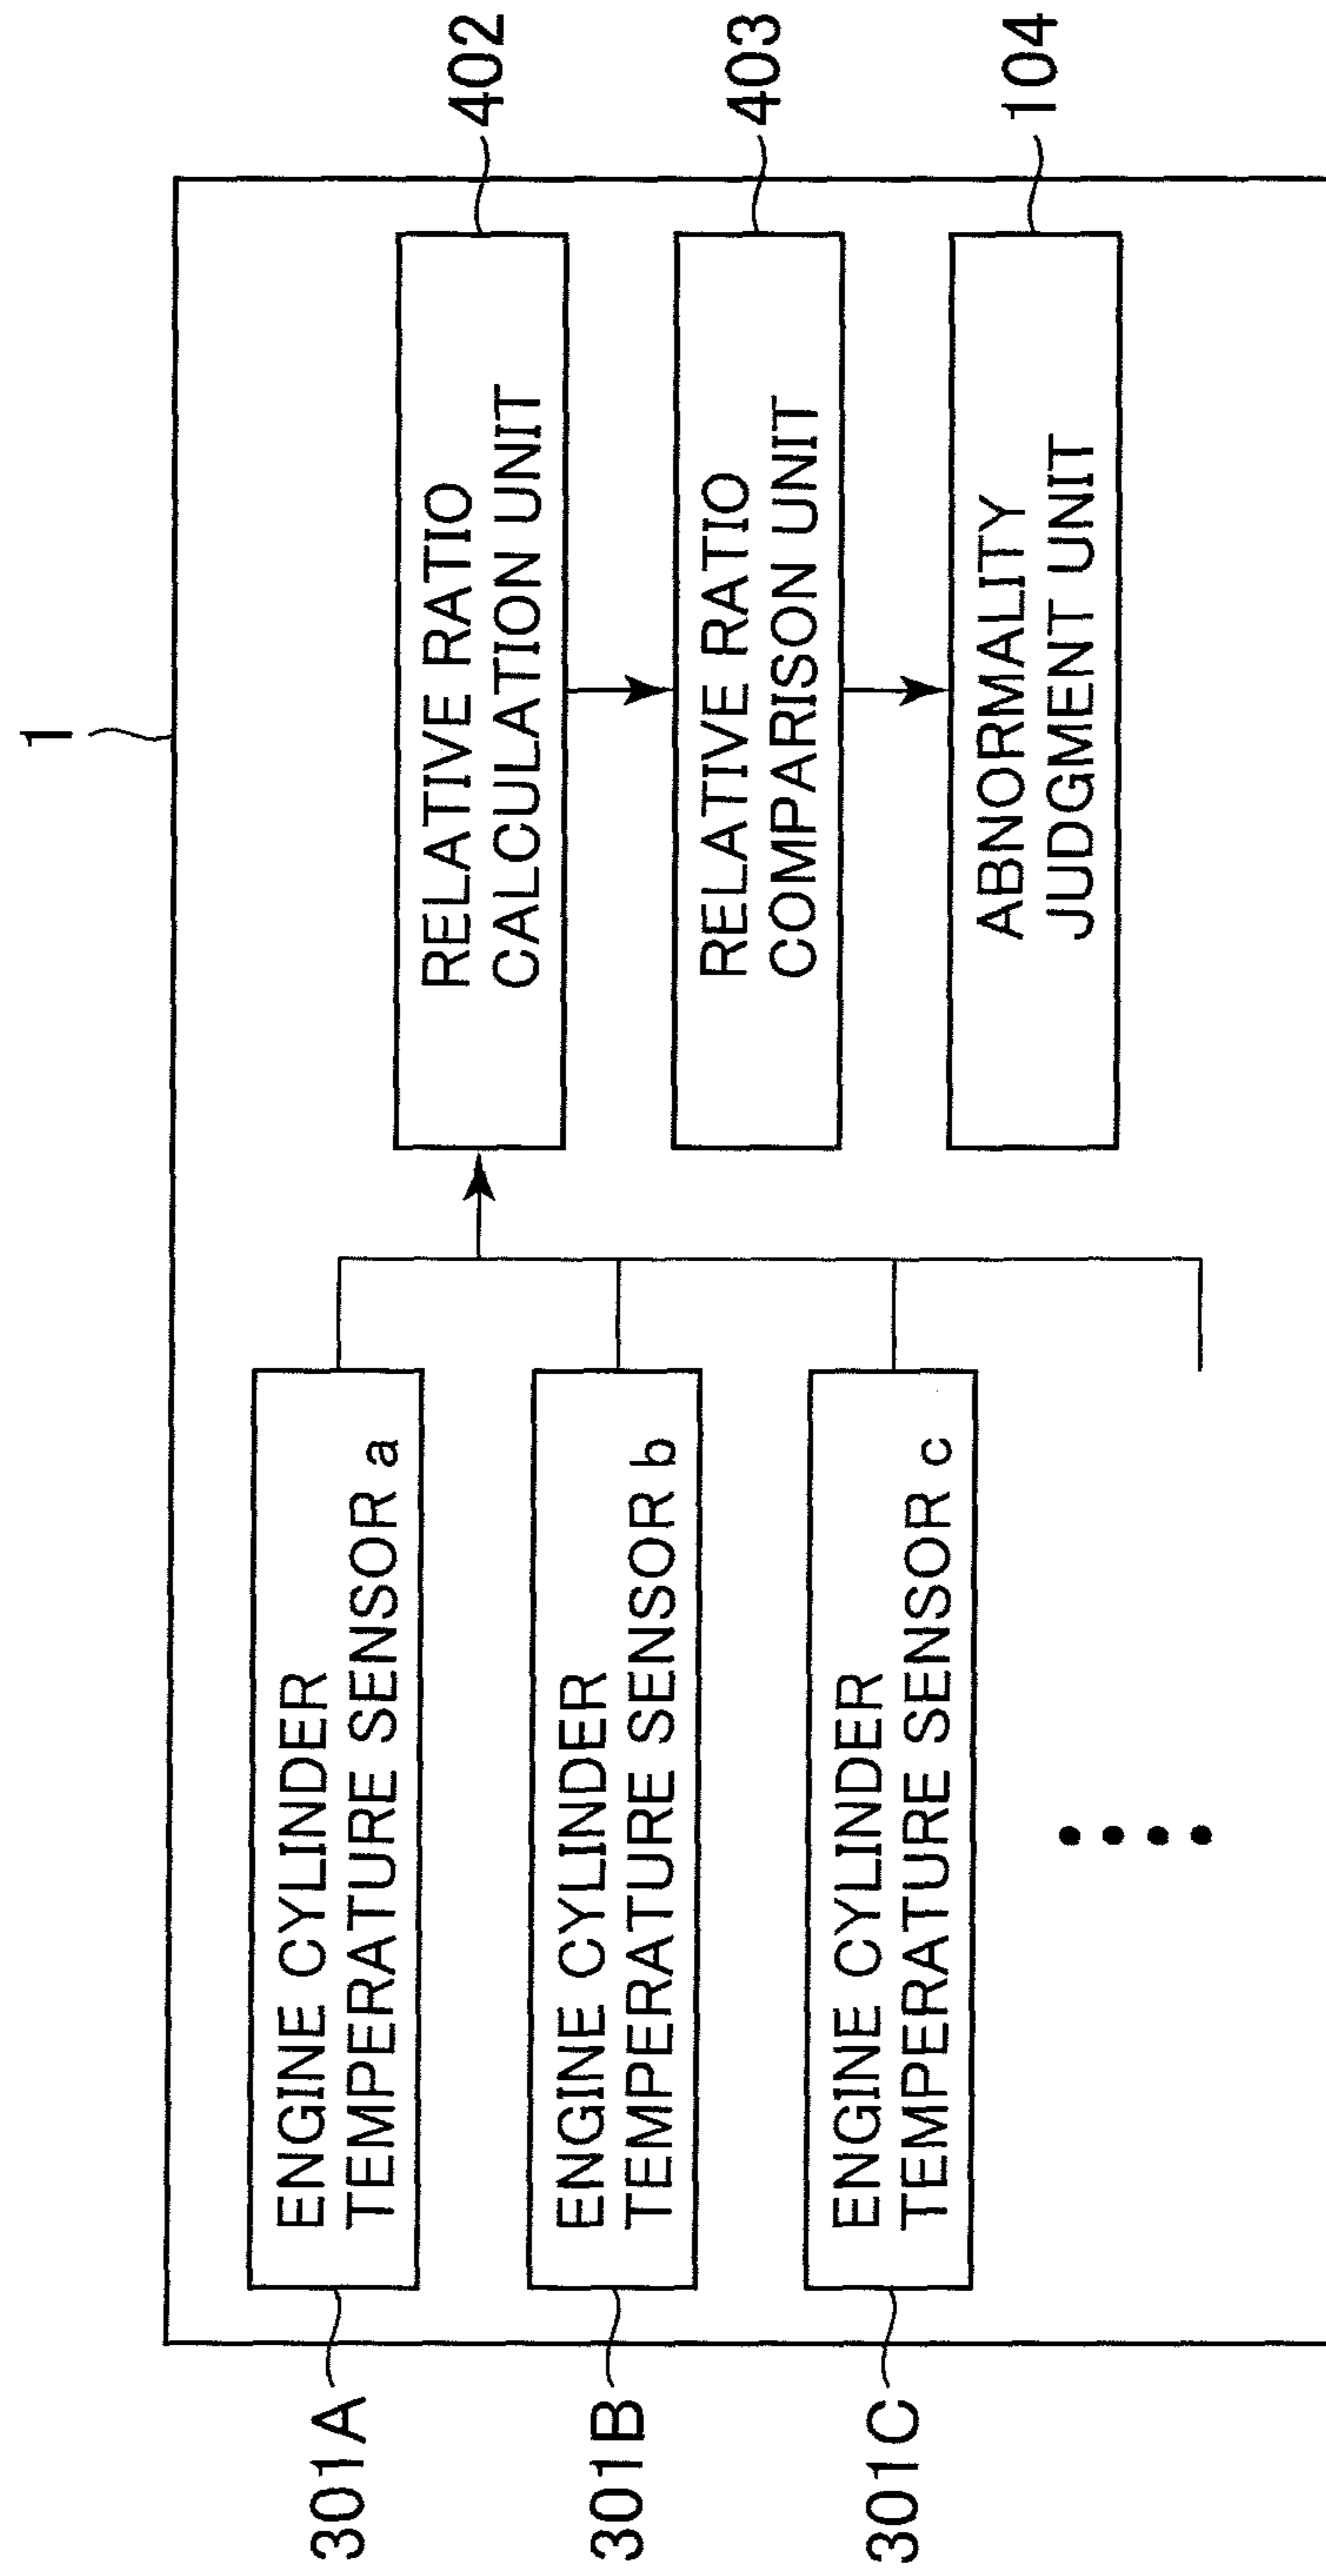 1
301A
ENGINE CYLINDER
TEMPERATURE SENSOR a
301B
ENGINE CYLINDER
TEMPERATURE SENSOR b
301C
ENGINE CYLINDER
TEMPERATURE SENSOR c
RELATIVE RATIO
CALCULATION UNIT
402
RELATIVE RATIO
COMPARISON UNIT
403
ABNORMALITY
JUDGMENT UNIT
104